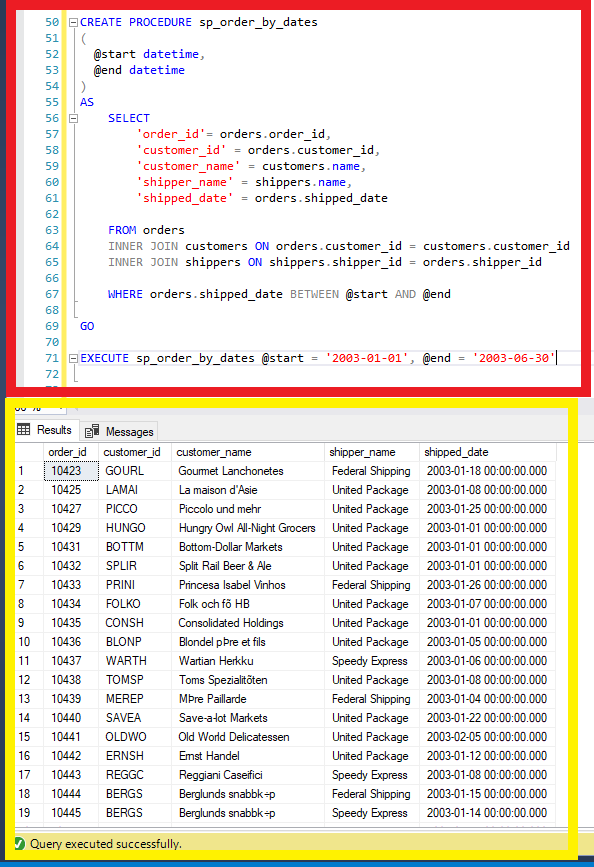 50 CREATE PROCEDURE sp_order_by_dates
51 (
52 @start datetime,
53 @end datetime
54 )
55 AS
56 SELECT
57 'order_id'= orders.order_id,
58 'customer_id' = orders.customer_id,
59 'customer_name' = customers.name,
60 'shipper_name' = shippers.name,
61 'shipped_date' = orders.shipped_date
62
63 FROM orders
64 INNER JOIN customers ON orders.customer_id = customers.customer_id
65 INNER JOIN shippers ON shippers.shipper_id = orders.shipper_id
66
67 WHERE orders.shipped_date BETWEEN @start AND @end
68
69 GO
70
71 EXECUTE sp_order_by_dates @start = '2003-01-01', @end = '2003-06-30'
72
Results Messages
order_id customer_id customer_name shipper_name shipped_date
1 10423 GOURL Gourmet Lanchonetes Federal Shipping 2003-01-18 00:00:00.000
2 10425 LAMAI La maison d'Asie United Package 2003-01-08 00:00:00.000
3 10427 PICCO Piccolo und mehr United Package 2003-01-25 00:00:00.000
4 10429 HUNGO Hungry Owl All-Night Grocers United Package 2003-01-01 00:00:00.000
5 10431 BOTTM Bottom-Dollar Markets United Package 2003-01-01 00:00:00.000
6 10432 SPLIR Split Rail Beer & Ale United Package 2003-01-01 00:00:00.000
7 10433 PRINI Princesa Isabel Vinhos Federal Shipping 2003-01-26 00:00:00.000
8 10434 FOLKO Folk och fõ HB United Package 2003-01-07 00:00:00.000
9 10435 CONSH Consolidated Holdings United Package 2003-01-01 00:00:00.000
10 10436 BLONP Blondel pÞre et fils United Package 2003-01-05 00:00:00.000
11 10437 WARTH Wartian Herkku Speedy Express 2003-01-06 00:00:00.000
12 10438 TOMSP Toms Spezialitõten United Package 2003-01-08 00:00:00.000
13 10439 MEREP MÞre Paillarde Federal Shipping 2003-01-04 00:00:00.000
14 10440 SAVEA Save-a-lot Markets United Package 2003-01-22 00:00:00.000
15 10441 OLDWO Old World Delicatessen United Package 2003-02-05 00:00:00.000
16 10442 ERNSH Ernst Handel United Package 2003-01-12 00:00:00.000
17 10443 REGGC Reggiani Caseifici Speedy Express 2003-01-08 00:00:00.000
18 10444 BERGS Berglunds snabbk÷p Federal Shipping 2003-01-15 00:00:00.000
19 10445 BERGS Berglunds snabbk÷p Speedy Express 2003-01-14 00:00:00.000
Query executed successfully.